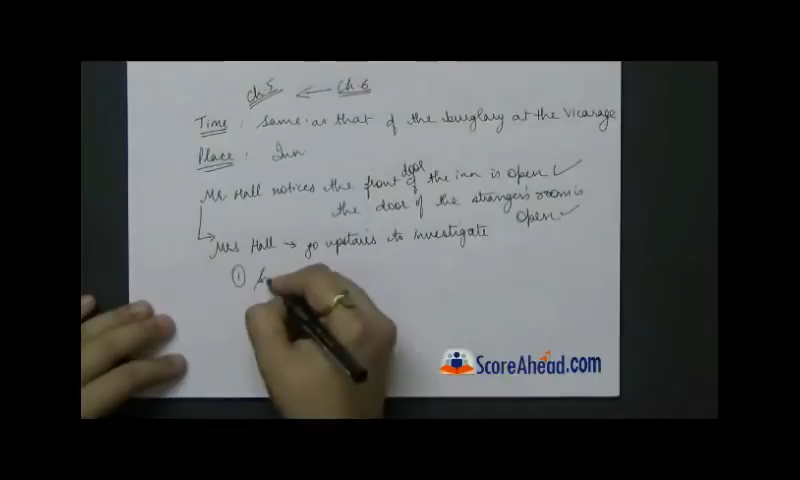 Ch.5 ← Ch.6
Time: Same as that of the burglary at the Vicarage
Place: Inn
Mr Hall notices the front door of the inn is open ✓
the door of the stranger's room is
open ✓
Mrs Hall → go upstairs to investigate
①
ScoreAhead.com